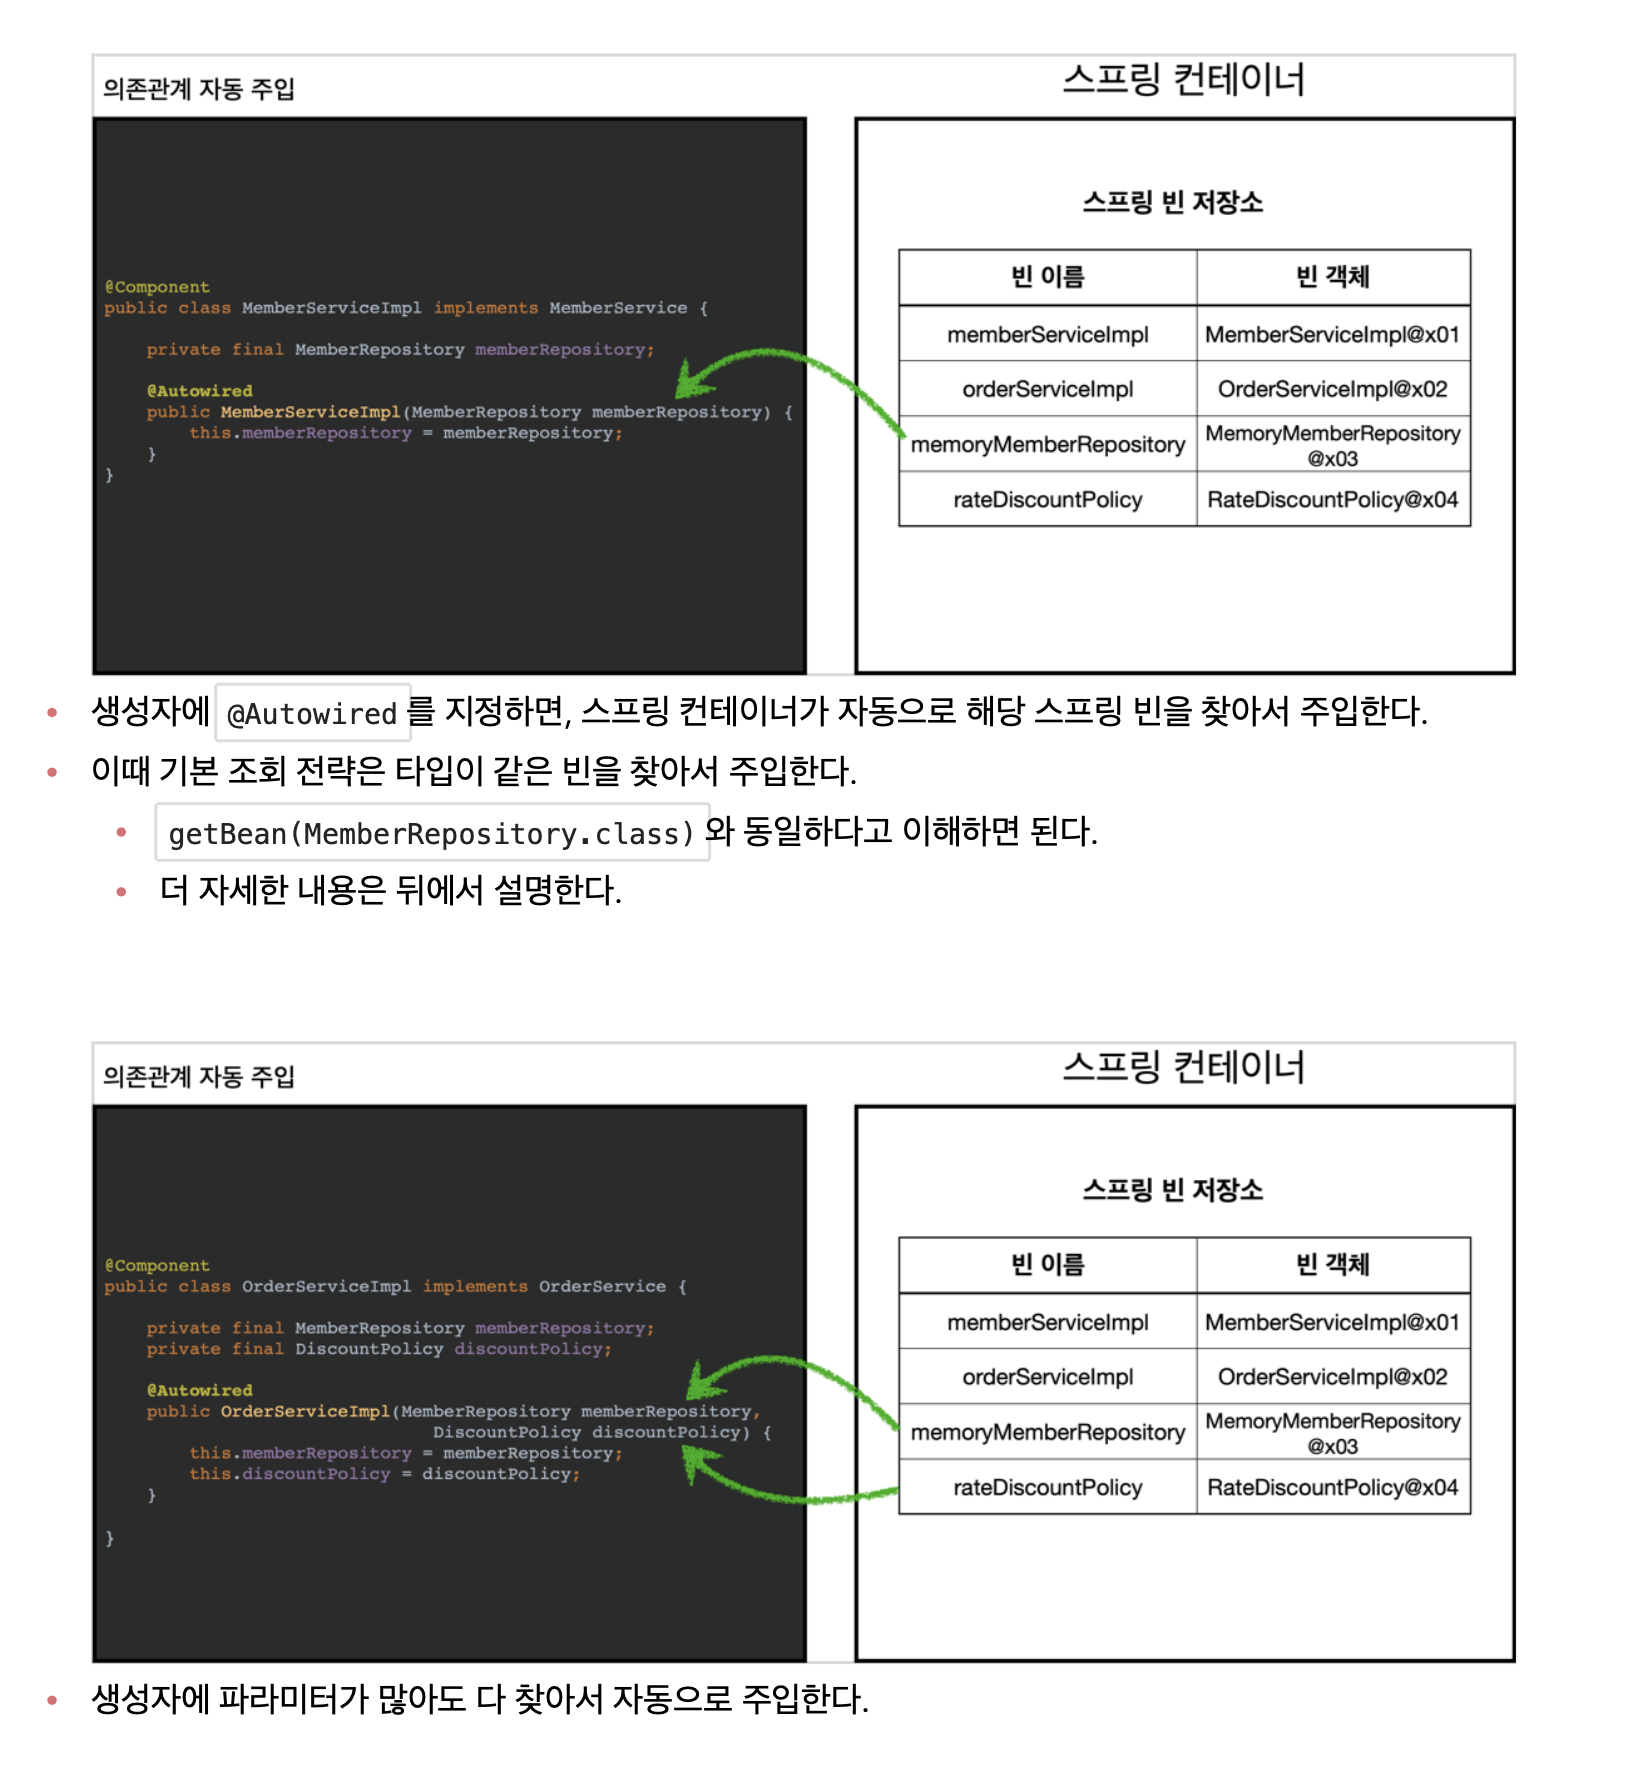 의존관계 자동 주입
스프링 컨테이너
@Component
public class MemberServiceImpl implements MemberService {
private final MemberRepository memberRepository;
@Autowired
public MemberServiceImpl(MemberRepository memberRepository) {
this.memberRepository = memberRepository;
}
}
스프링 빈 저장소
빈 이름 빈 객체
memberServiceImpl MemberServiceImpl@x01
orderServiceImpl OrderServiceImpl@x02
memoryMemberRepository MemoryMemberRepository
@x03
rateDiscountPolicy RateDiscountPolicy@x04
• 생성자에 @Autowired 를 지정하면, 스프링 컨테이너가 자동으로 해당 스프링 빈을 찾아서 주입한다.
• 이때 기본 조회 전략은 타입이 같은 빈을 찾아서 주입한다.
• getBean(MemberRepository.class) 와 동일하다고 이해하면 된다.
• 더 자세한 내용은 뒤에서 설명한다.
의존관계 자동 주입
스프링 컨테이너
@Component
public class OrderServiceImpl implements OrderService {
private final MemberRepository memberRepository;
private final DiscountPolicy discountPolicy;
@Autowired
public OrderServiceImpl(MemberRepository memberRepository,
DiscountPolicy discountPolicy) {
this.memberRepository = memberRepository;
this.discountPolicy = discountPolicy;
}
}
스프링 빈 저장소
빈 이름 빈 객체
memberServiceImpl MemberServiceImpl@x01
orderServiceImpl OrderServiceImpl@x02
memoryMemberRepository MemoryMemberRepository
@x03
rateDiscountPolicy RateDiscountPolicy@x04
• 생성자에 파라미터가 많아도 다 찾아서 자동으로 주입한다.